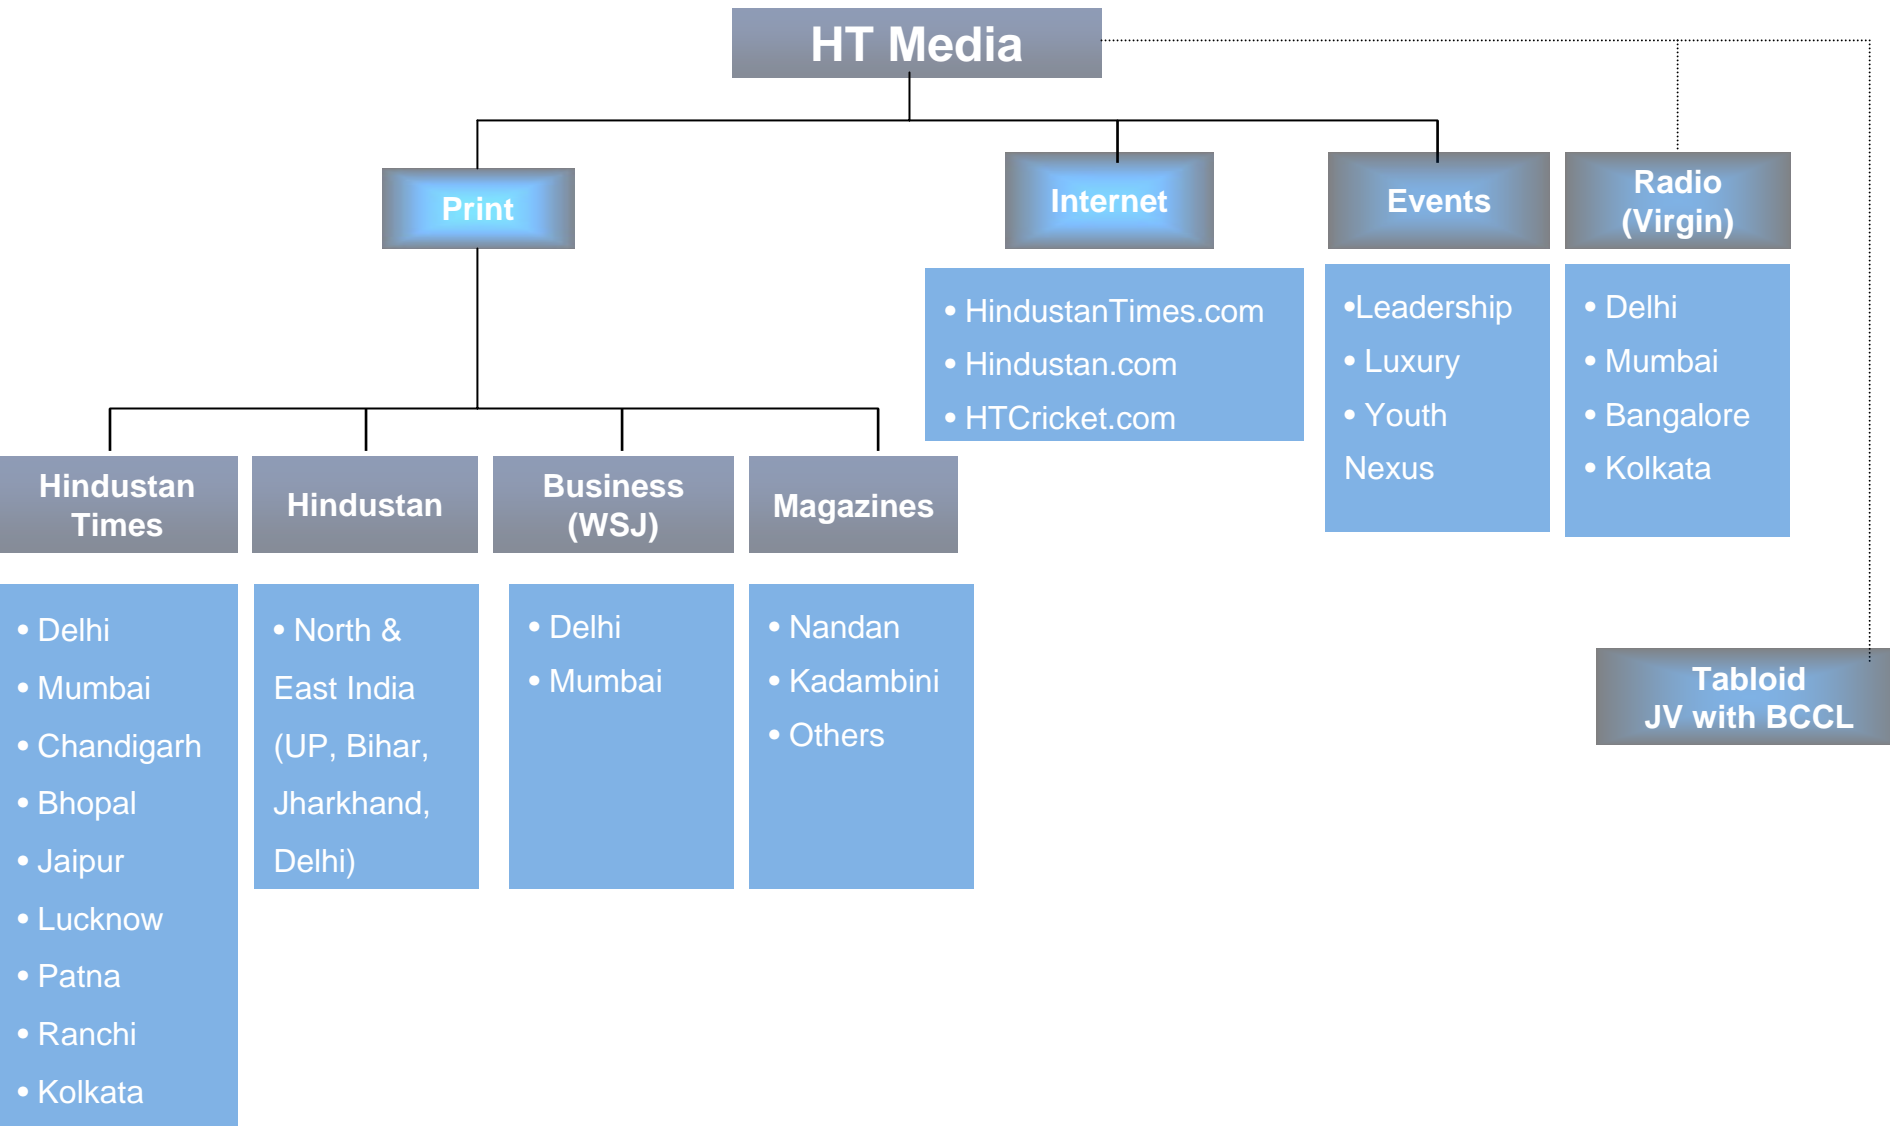 HT Media
Print
Internet
Events
Radio
(Virgin)
• HindustanTimes.com
• Hindustan.com
• HTCricket.com
•Leadership
• Luxury
• Youth
Nexus
• Delhi
• Mumbai
• Bangalore
• Kolkata
Hindustan
Times
Hindustan
Business
(WSJ)
Magazines
• Delhi
• Mumbai
• Chandigarh
• Bhopal
• Jaipur
• Lucknow
• Patna
• Ranchi
• Kolkata
• North &
East India
(UP, Bihar,
Jharkhand,
Delhi)
• Delhi
• Mumbai
• Nandan
• Kadambini
• Others
Tabloid
JV with BCCL